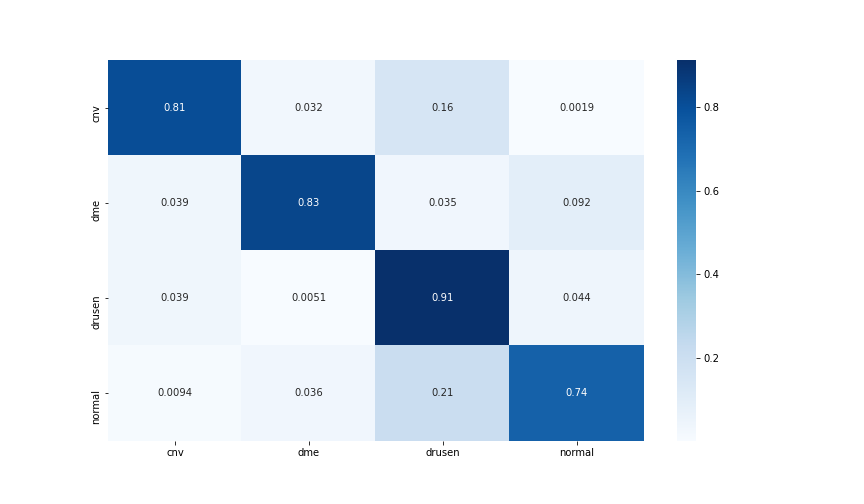 cnv 0.81 0.032 0.16 0.0019
dme 0.039 0.83 0.035 0.092
drusen 0.039 0.0051 0.91 0.044
normal 0.0094 0.036 0.21 0.74
cnv dme drusen normal
0.8
0.6
0.4
0.2